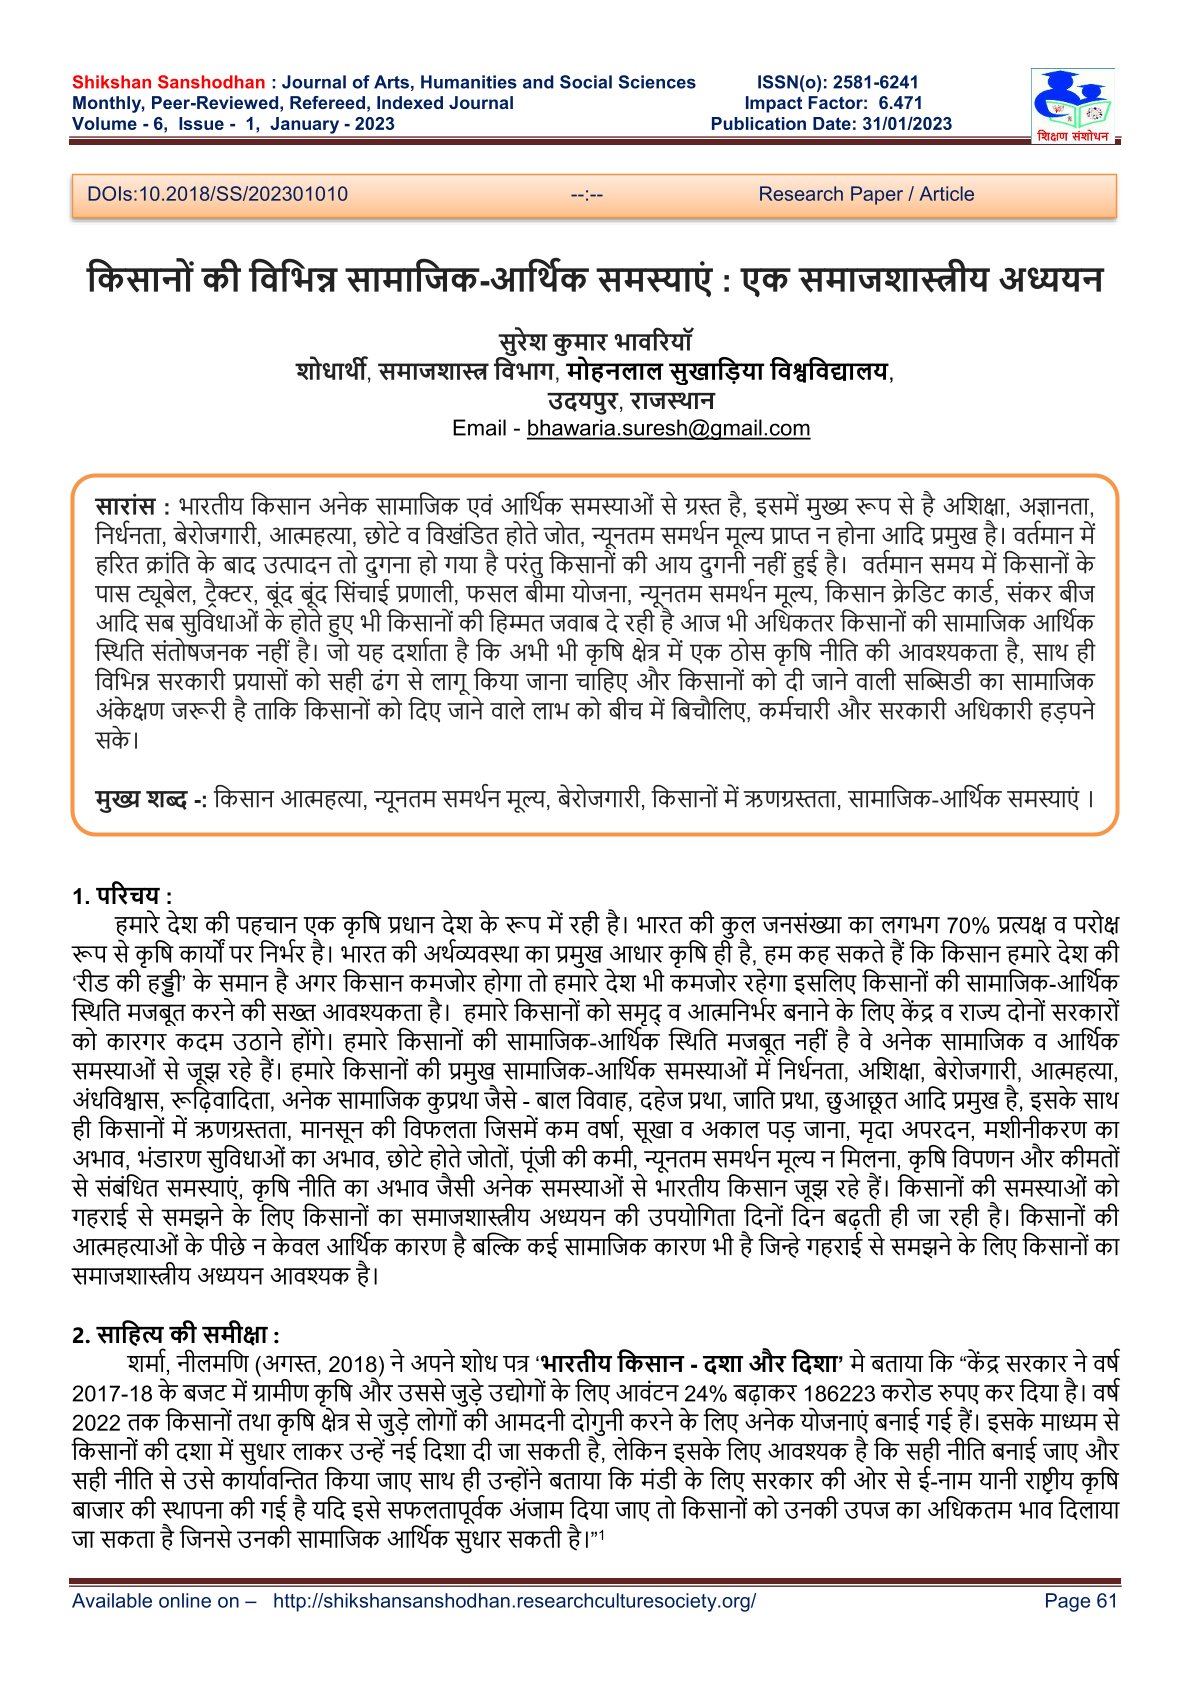 Shikshan Sanshodhan : Journal of Arts, Humanities and Social Sciences ISSN(o): 2581-6241
Monthly, Peer-Reviewed, Refereed, Indexed Journal Impact Factor: 6.471
Volume - 6, Issue - 1, January - 2023 Publication Date: 31/01/2023
शिक्षण संशोधन
DOIs:10.2018/SS/202301010 --:-- Research Paper / Article
किसानों की विभिन्न सामाजिक-आर्थिक समस्याएं : एक समाजशास्त्रीय अध्ययन
सुरेश कुमार भावरियॉ
शोधार्थी, समाजशास्त्र विभाग, मोहनलाल सुखाड़िया विश्वविद्यालय,
उदयपुर, राजस्थान
Email - bhawaria.suresh@gmail.com
सारांस : भारतीय किसान अनेक सामाजिक एवं आर्थिक समस्याओं से ग्रस्त है, इसमें मुख्य रूप से है अशिक्षा, अज्ञानता,
निर्धनता, बेरोजगारी, आत्महत्या, छोटे व विखंडित होते जोत, न्यूनतम समर्थन मूल्य प्राप्त न होना आदि प्रमुख है। वर्तमान में
हरित क्रांति के बाद उत्पादन तो दुगना हो गया है परंतु किसानों की आय दुगनी नहीं हुई है। वर्तमान समय में किसानों के
पास ट्यूबेल, ट्रैक्टर, बूंद बूंद सिंचाई प्रणाली, फसल बीमा योजना, न्यूनतम समर्थन मूल्य, किसान क्रेडिट कार्ड, संकर बीज
आदि सब सुविधाओं के होते हुए भी किसानों की हिम्मत जवाब दे रही है आज भी अधिकतर किसानों की सामाजिक आर्थिक
स्थिति संतोषजनक नहीं है। जो यह दर्शाता है कि अभी भी कृषि क्षेत्र में एक ठोस कृषि नीति की आवश्यकता है, साथ ही
विभिन्न सरकारी प्रयासों को सही ढंग से लागू किया जाना चाहिए और किसानों को दी जाने वाली सब्सिडी का सामाजिक
अंकेक्षण जरूरी है ताकि किसानों को दिए जाने वाले लाभ को बीच में बिचौलिए, कर्मचारी और सरकारी अधिकारी हड़पने
सके।
मुख्य शब्द -: किसान आत्महत्या, न्यूनतम समर्थन मूल्य, बेरोजगारी, किसानों में ऋणग्रस्तता, सामाजिक-आर्थिक समस्याएं ।
1. परिचय :
हमारे देश की पहचान एक कृषि प्रधान देश के रूप में रही है। भारत की कुल जनसंख्या का लगभग 70% प्रत्यक्ष व परोक्ष
रूप से कृषि कार्यों पर निर्भर है। भारत की अर्थव्यवस्था का प्रमुख आधार कृषि ही है, हम कह सकते हैं कि किसान हमारे देश की
‘रीड की हड्डी’ के समान है अगर किसान कमजोर होगा तो हमारे देश भी कमजोर रहेगा इसलिए किसानों की सामाजिक-आर्थिक
स्थिति मजबूत करने की सख्त आवश्यकता है। हमारे किसानों को समृद् व आत्मनिर्भर बनाने के लिए केंद्र व राज्य दोनों सरकारों
को कारगर कदम उठाने होंगे। हमारे किसानों की सामाजिक-आर्थिक स्थिति मजबूत नहीं है वे अनेक सामाजिक व आर्थिक
समस्याओं से जूझ रहे हैं। हमारे किसानों की प्रमुख सामाजिक-आर्थिक समस्याओं में निर्धनता, अशिक्षा, बेरोजगारी, आत्महत्या,
अंधविश्वास, रूढ़िवादिता, अनेक सामाजिक कुप्रथा जैसे - बाल विवाह, दहेज प्रथा, जाति प्रथा, छुआछूत आदि प्रमुख है, इसके साथ
ही किसानों में ऋणग्रस्तता, मानसून की विफलता जिसमें कम वर्षा, सूखा व अकाल पड़ जाना, मृदा अपरदन, मशीनीकरण का
अभाव, भंडारण सुविधाओं का अभाव, छोटे होते जोतों, पूंजी की कमी, न्यूनतम समर्थन मूल्य न मिलना, कृषि विपणन और कीमतों
से संबंधित समस्याएं, कृषि नीति का अभाव जैसी अनेक समस्याओं से भारतीय किसान जूझ रहे हैं। किसानों की समस्याओं को
गहराई से समझने के लिए किसानों का समाजशास्त्रीय अध्ययन की उपयोगिता दिनों दिन बढ़ती ही जा रही है। किसानों की
आत्महत्याओं के पीछे न केवल आर्थिक कारण है बल्कि कई सामाजिक कारण भी है जिन्हे गहराई से समझने के लिए किसानों का
समाजशास्त्रीय अध्ययन आवश्यक है।
2. साहित्य की समीक्षा :
शर्मा, नीलमणि (अगस्त, 2018) ने अपने शोध पत्र ‘भारतीय किसान - दशा और दिशा’ मे बताया कि “केंद्र सरकार ने वर्ष
2017-18 के बजट में ग्रामीण कृषि और उससे जुड़े उद्योगों के लिए आवंटन 24% बढ़ाकर 186223 करोड रुपए कर दिया है। वर्ष
2022 तक किसानों तथा कृषि क्षेत्र से जुड़े लोगों की आमदनी दोगुनी करने के लिए अनेक योजनाएं बनाई गई हैं। इसके माध्यम से
किसानों की दशा में सुधार लाकर उन्हें नई दिशा दी जा सकती है, लेकिन इसके लिए आवश्यक है कि सही नीति बनाई जाए और
सही नीति से उसे कार्यावन्तित किया जाए साथ ही उन्होंने बताया कि मंडी के लिए सरकार की ओर से ई-नाम यानी राष्ट्रीय कृषि
बाजार की स्थापना की गई है यदि इसे सफलतापूर्वक अंजाम दिया जाए तो किसानों को उनकी उपज का अधिकतम भाव दिलाया
जा सकता है जिनसे उनकी सामाजिक आर्थिक सुधार सकती है।”1
Available online on – http://shikshansanshodhan.researchculturesociety.org/ Page 61